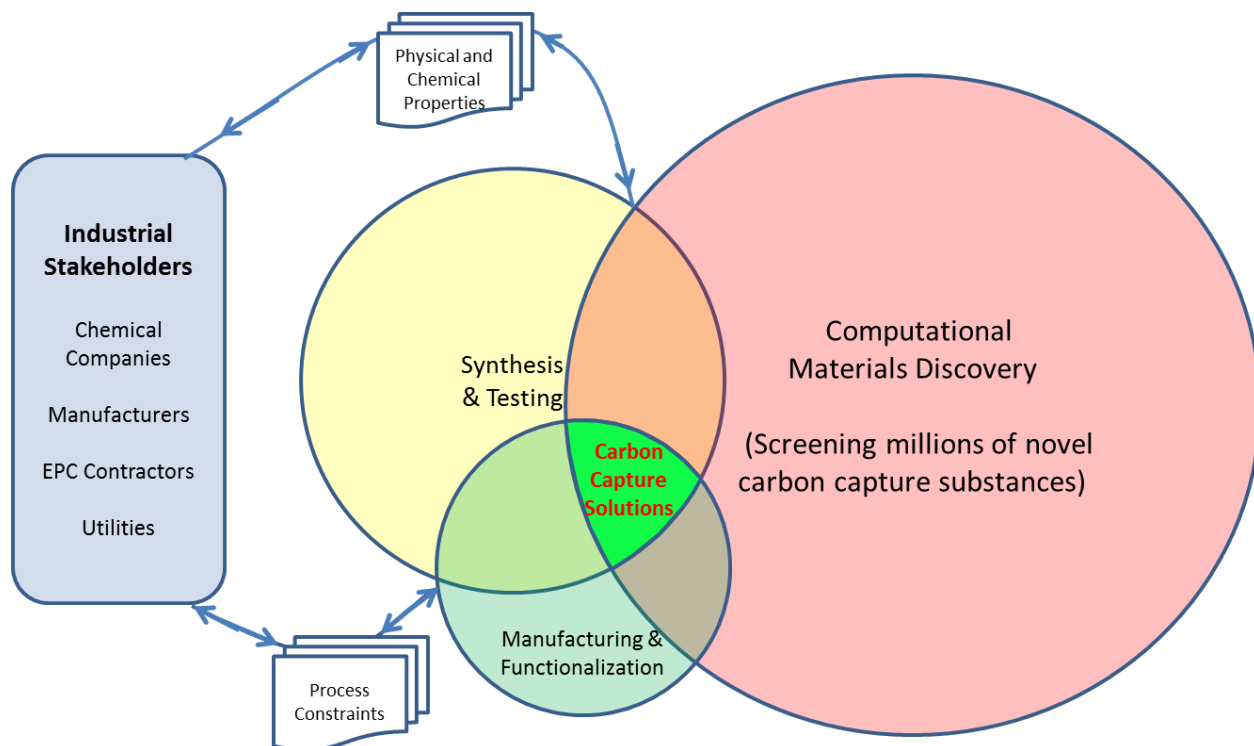 Physical and
Chemical
Properties
Industrial
Stakeholders
Chemical
Companies
Manufacturers
EPC Contractors
Utilities
Synthesis
& Testing
Computational
Materials Discovery
(Screening millions of novel
carbon capture substances)
Carbon
Capture
Solutions
Manufacturing &
Functionalization
Process
Constraints